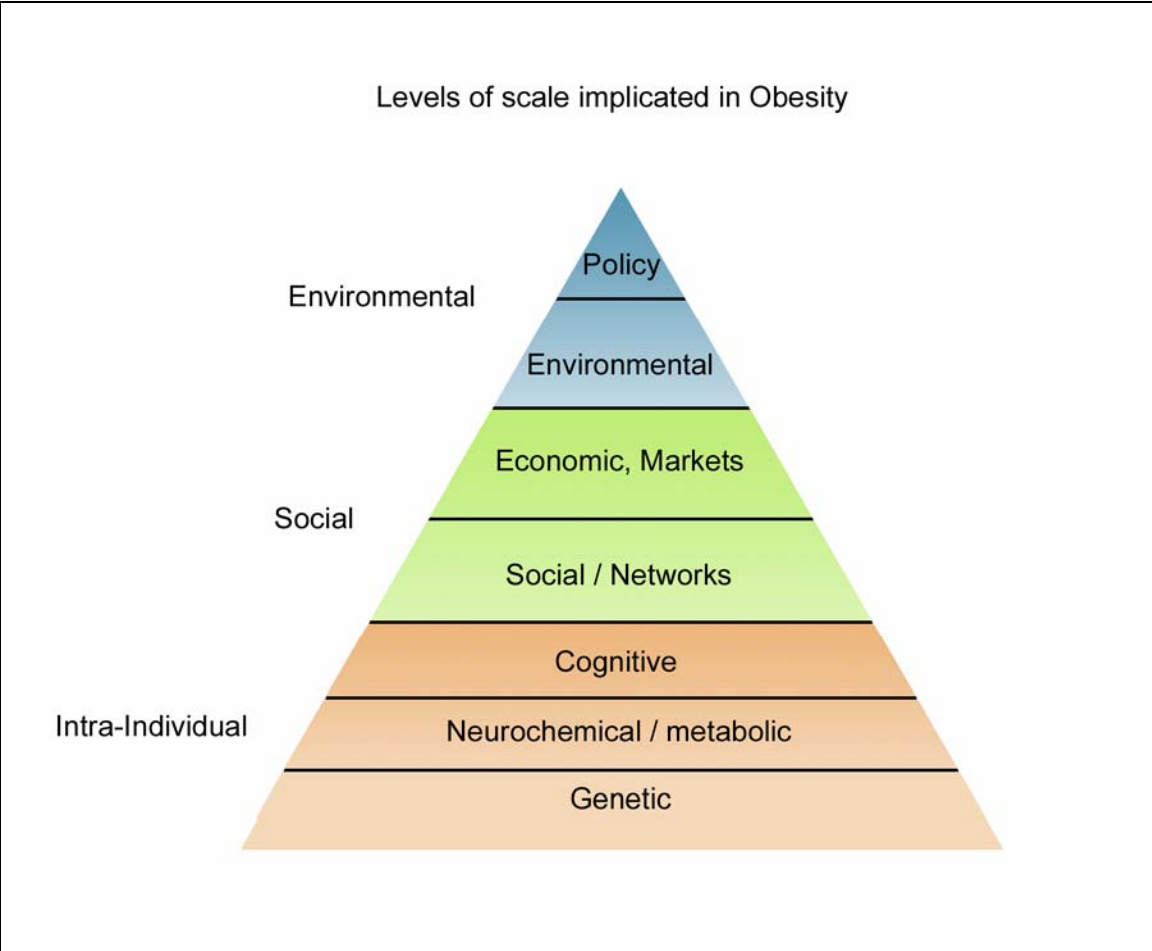 Levels of scale implicated in Obesity
Policy
Environmental
Environmental
Economic, Markets
Social
Social / Networks
Cognitive
Intra-Individual
Neurochemical / metabolic
Genetic